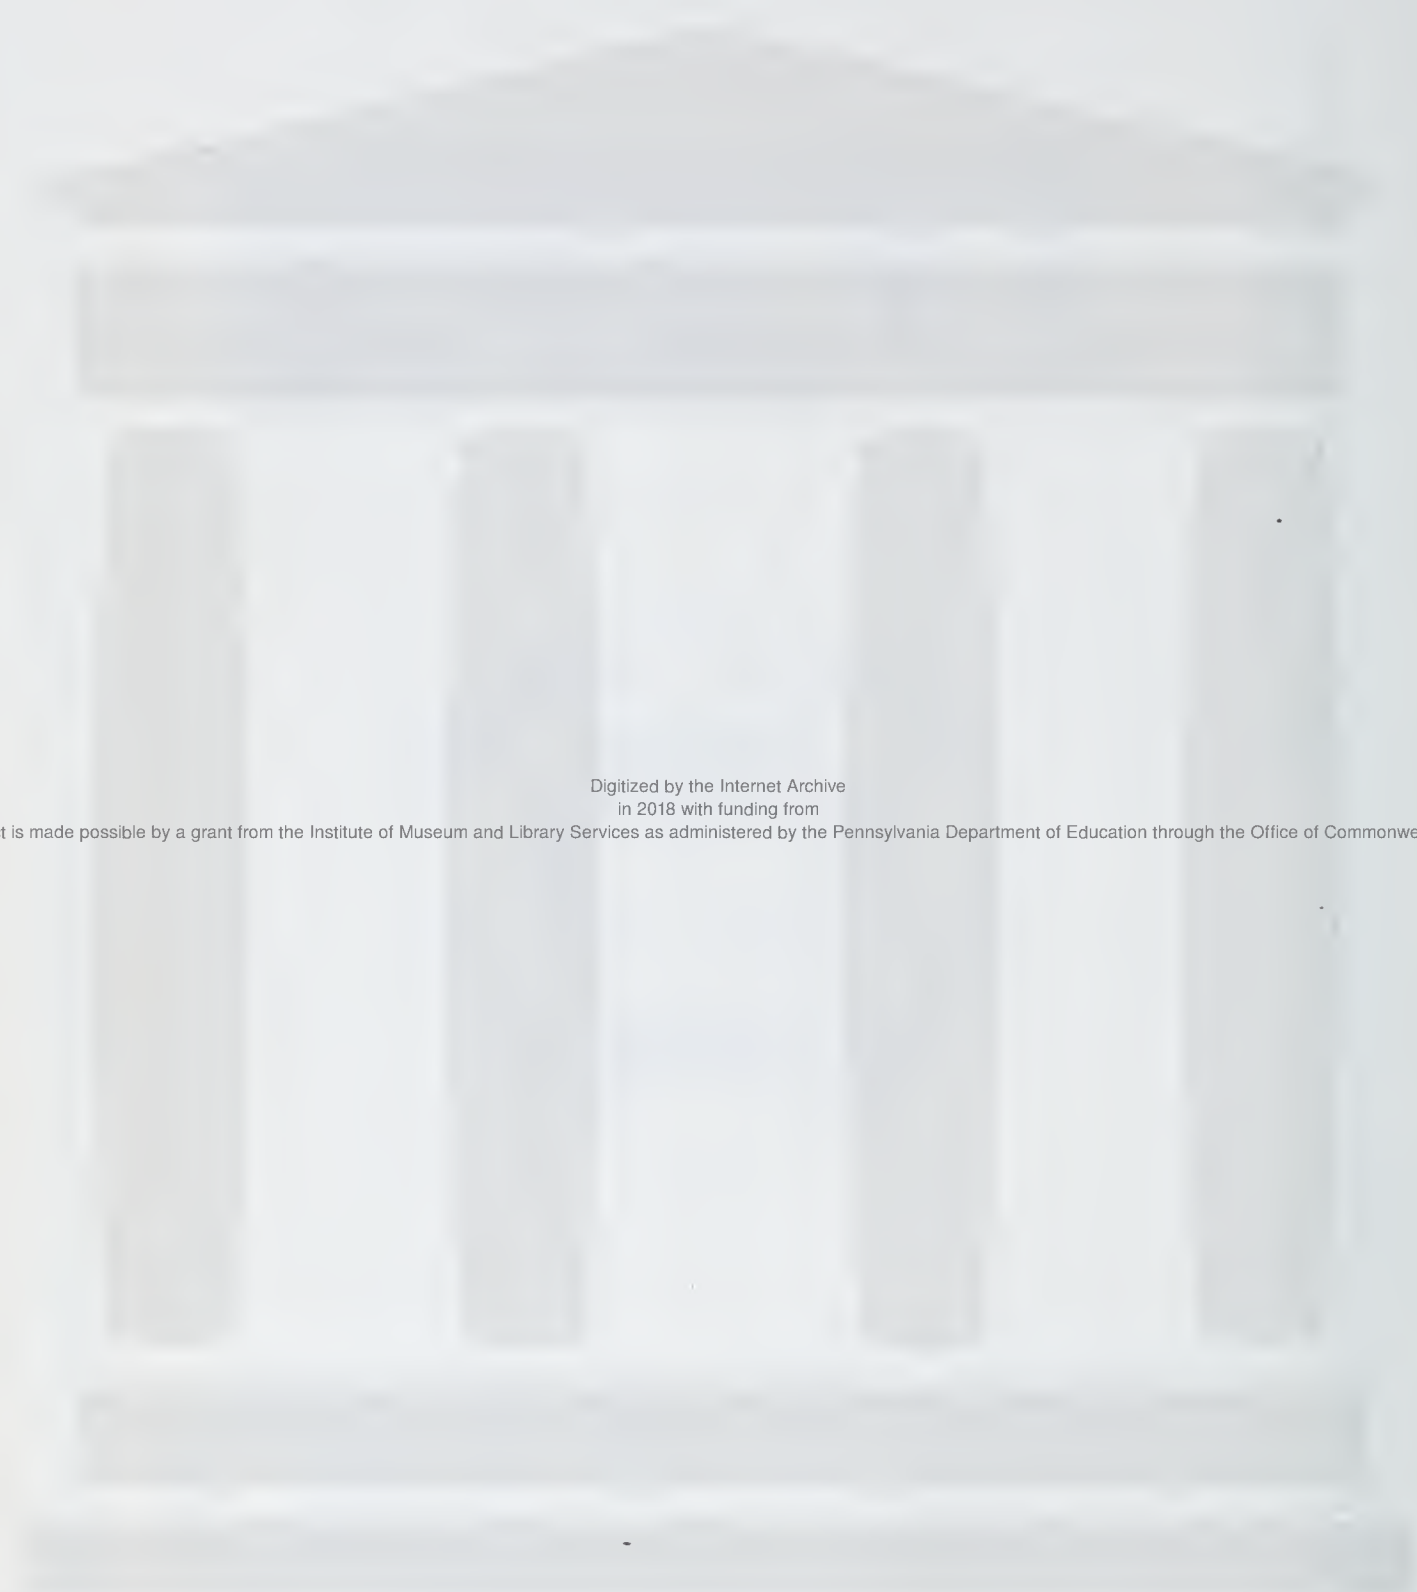 Digitized by the Internet Archive
in 2018 with funding from
t is made possible by a grant from the Institute of Museum and Library Services as administered by the Pennsylvania Department of Education through the Office of Commonwe